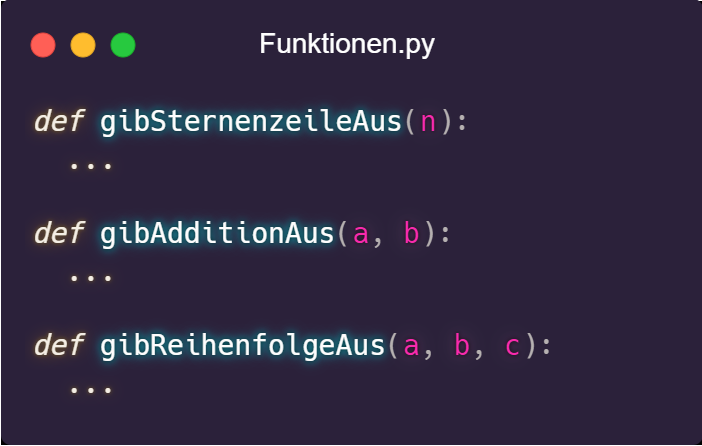 Funktionen.py
def gibSternenzeileAus(n):
...
def gibAdditionAus(a, b):
...
def gibReihenfolgeAus(a, b, c):
...